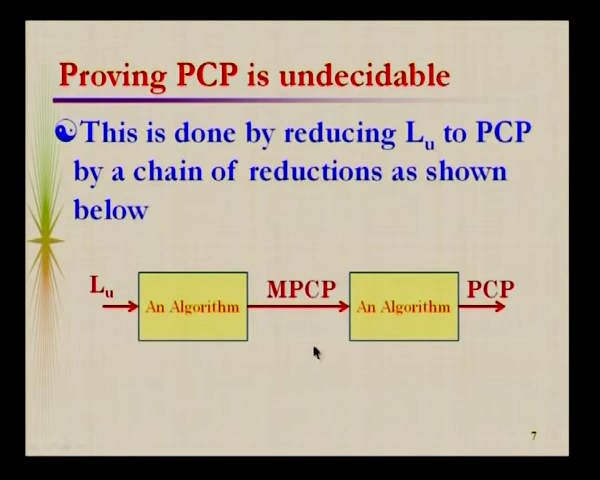 Proving PCP is undecidable
This is done by reducing Lu to PCP
by a chain of reductions as shown
below
Lu
An Algorithm
MPCP
An Algorithm
PCP
7